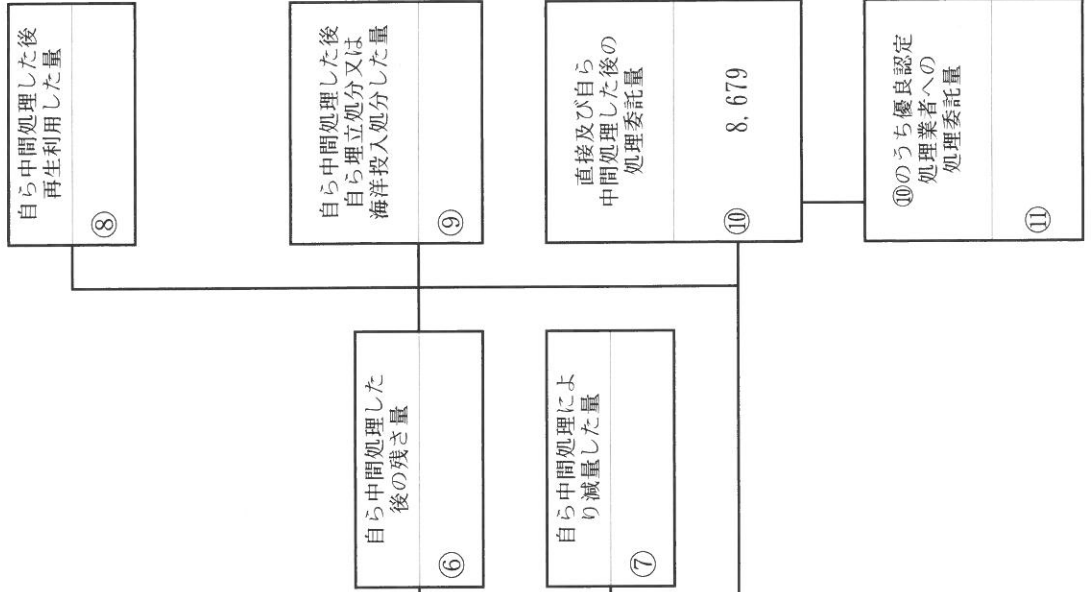 自ら中間処理した後
再生利用した量
⑧
自ら中間処理した後
自ら埋立処分又は
海洋投入処分した量
⑨
直接及び自ら
中間処理した後の
処理委託量
⑩
8,679
⑩のうち優良認定
処理業者への
処理委託量
⑪
自ら中間処理した
後の残さ量
⑥
自ら中間処理によ
り減量した量
⑦